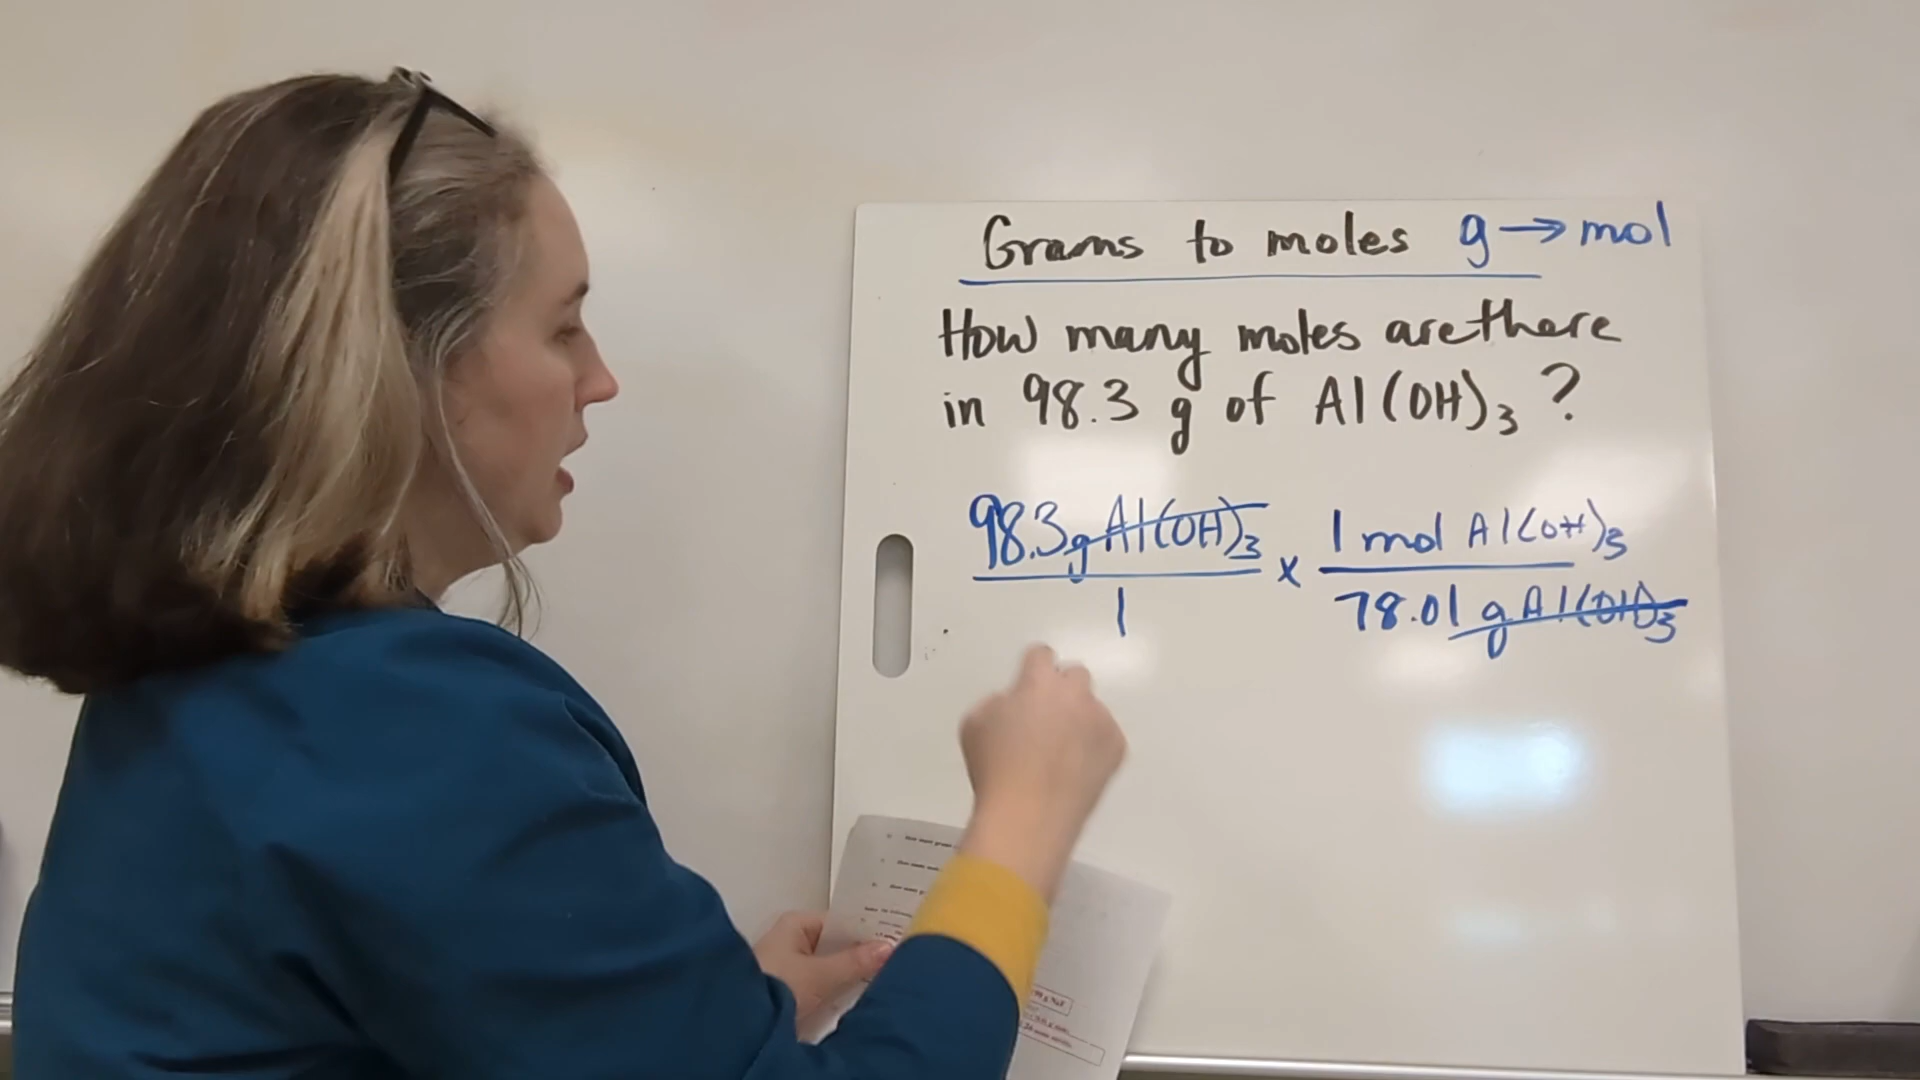 Grams to moles g → mol
How many moles are there
in 98.3 g of Al(OH)₃ ?
98.3 g Al(OH)₃ x 1 mol Al(OH)₃
1 78.01 g Al(OH)₃